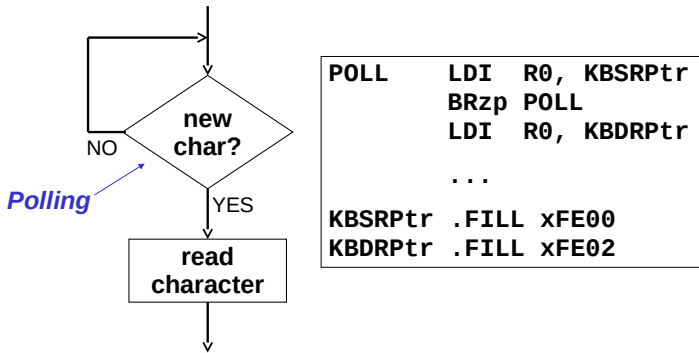 new
char?
NO
Polling
YES
read
character
POLL LDI R0, KBSRPtr
BRzp POLL
LDI R0, KBDRPtr
...
KBSRPtr .FILL xFE00
KBDRPtr .FILL xFE02